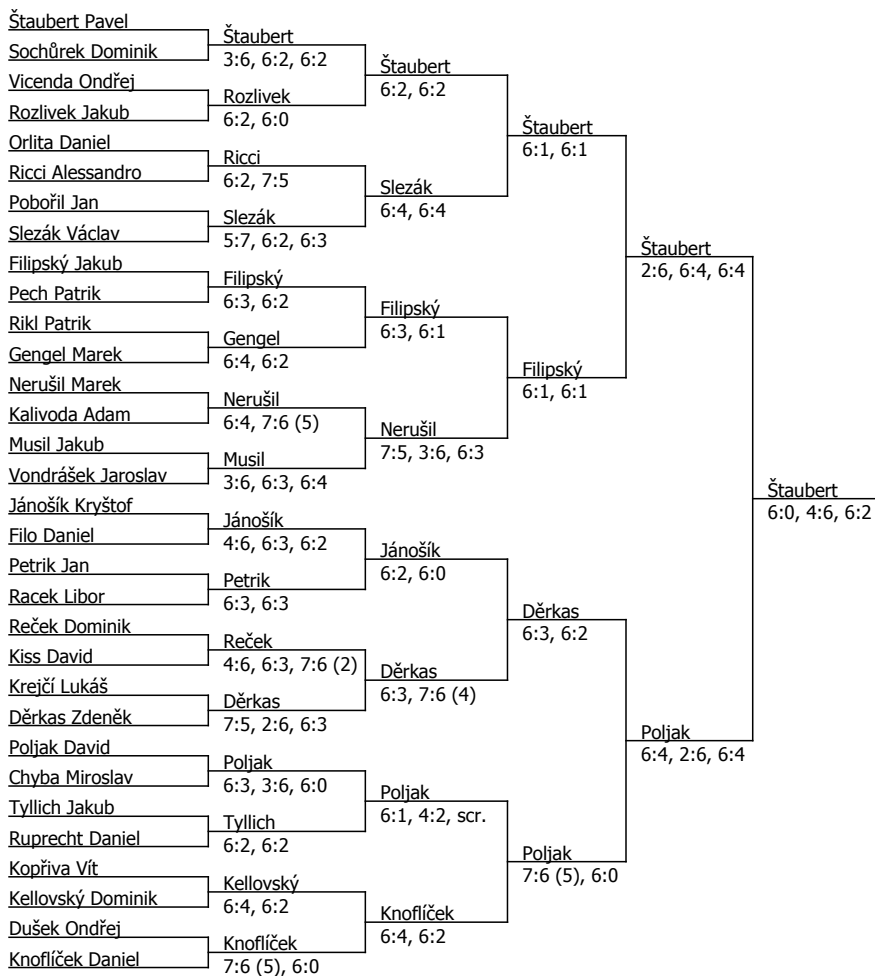 Štaubert Pavel
Sochůrek Dominik
Vicenda Ondřej
Rozlivek Jakub
Orlita Daniel
Ricci Alessandro
Pobořil Jan
Slezák Václav
Filipský Jakub
Pech Patrik
Rikl Patrik
Gengel Marek
Nerušil Marek
Kalivoda Adam
Musil Jakub
Vondrášek Jaroslav
Jánošík Kryštof
Filo Daniel
Petrik Jan
Racek Libor
Reček Dominik
Kiss David
Krejčí Lukáš
Děrkas Zdeněk
Poljak David
Chyba Miroslav
Tyllich Jakub
Ruprecht Daniel
Kopřiva Vít
Kellovský Dominik
Dušek Ondřej
Knoflíček Daniel
Štaubert
3:6, 6:2, 6:2
Rozlivek
6:2, 6:0
Ricci
6:2, 7:5
Slezák
5:7, 6:2, 6:3
Filipský
6:3, 6:2
Gengel
6:4, 6:2
Nerušil
6:4, 7:6 (5)
Musil
3:6, 6:3, 6:4
Jánošík
4:6, 6:3, 6:2
Petrik
6:3, 6:3
Reček
4:6, 6:3, 7:6 (2)
Děrkas
7:5, 2:6, 6:3
Poljak
6:3, 3:6, 6:0
Tyllich
6:2, 6:2
Kellovský
6:4, 6:2
Knoflíček
7:6 (5), 6:0
Štaubert
6:2, 6:2
Slezák
6:4, 6:4
Filipský
6:3, 6:1
Nerušil
7:5, 3:6, 6:3
Jánošík
6:2, 6:0
Děrkas
6:3, 7:6 (4)
Poljak
6:1, 4:2, scr.
Knoflíček
6:4, 6:2
Štaubert
6:1, 6:1
Filipský
6:1, 6:1
Děrkas
6:3, 6:2
Poljak
7:6 (5), 6:0
Štaubert
2:6, 6:4, 6:4
Poljak
6:4, 2:6, 6:4
Štaubert
6:0, 4:6, 6:2